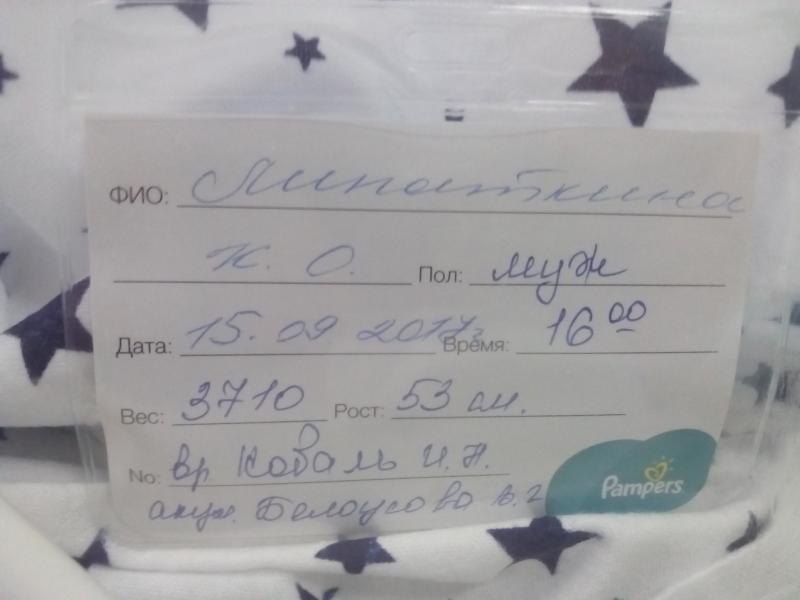 ФИО: Липаткина
К. О. Пол: муж
Дата: 15.09 2017г Время: 16 00
Вес: 3710 Рост: 53 см.
No: вр Коваль И.Н.
акуш. Белоусова В.Г
Pampers